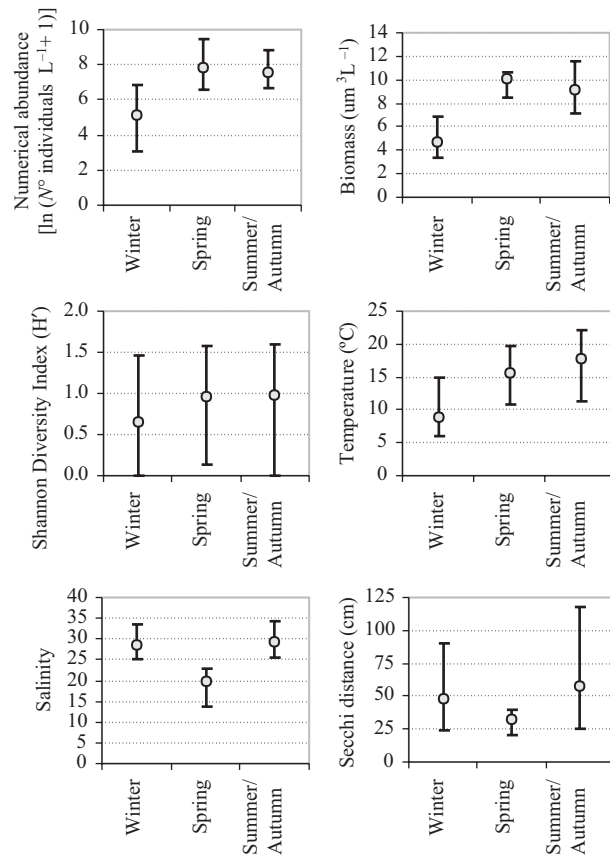 Numerical abundance
[ln (N° individuals L⁻¹+ 1)]
10
8
6
4
2
0
Winter
Spring
Summer/
Autumn
Biomass (um ³L ⁻¹)
14
12
10
8
6
4
2
0
Winter
Spring
Summer/
Autumn
Shannon Diversity Index (H′)
2.0
1.5
1.0
0.5
0.0
Winter
Spring
Summer/
Autumn
Temperature (ºC)
25
20
15
10
5
0
Winter
Spring
Summer/
Autumn
Salinity
40
35
30
25
20
15
10
5
0
Winter
Spring
Summer/
Autumn
Secchi distance (cm)
125
100
75
50
25
0
Winter
Spring
Summer/
Autumn